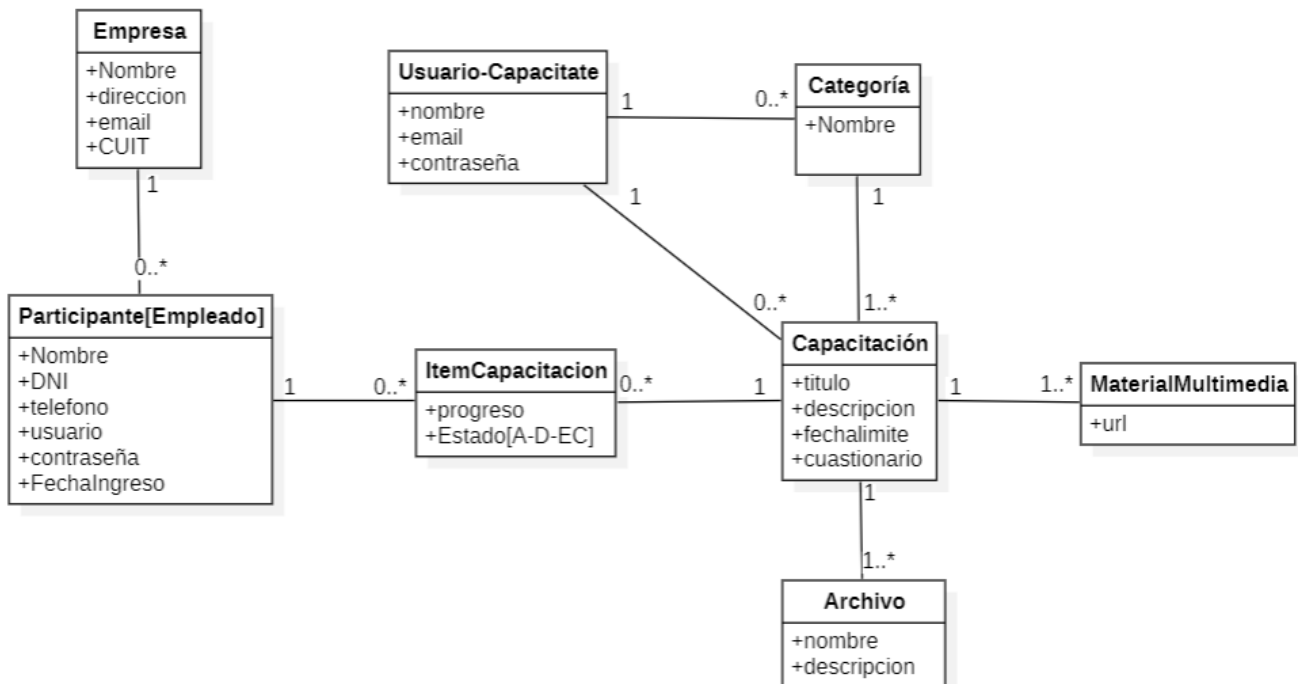 Empresa
+Nombre
+direccion
+email
+CUIT
1
0..*
Usuario-Capacitate
+nombre
+email
+contraseña
1
0..*
1
0..*
Categoría
+Nombre
1
1..*
Participante[Empleado]
+Nombre
+DNI
+telefono
+usuario
+contraseña
+FechaIngreso
1
0..*
ItemCapacitacion
+progreso
+Estado[A-D-EC]
0..*
1
Capacitación
+titulo
+descripcion
+fechalimite
+cuastionario
1
1..*
MaterialMultimedia
+url
1
1..*
Archivo
+nombre
+descripcion